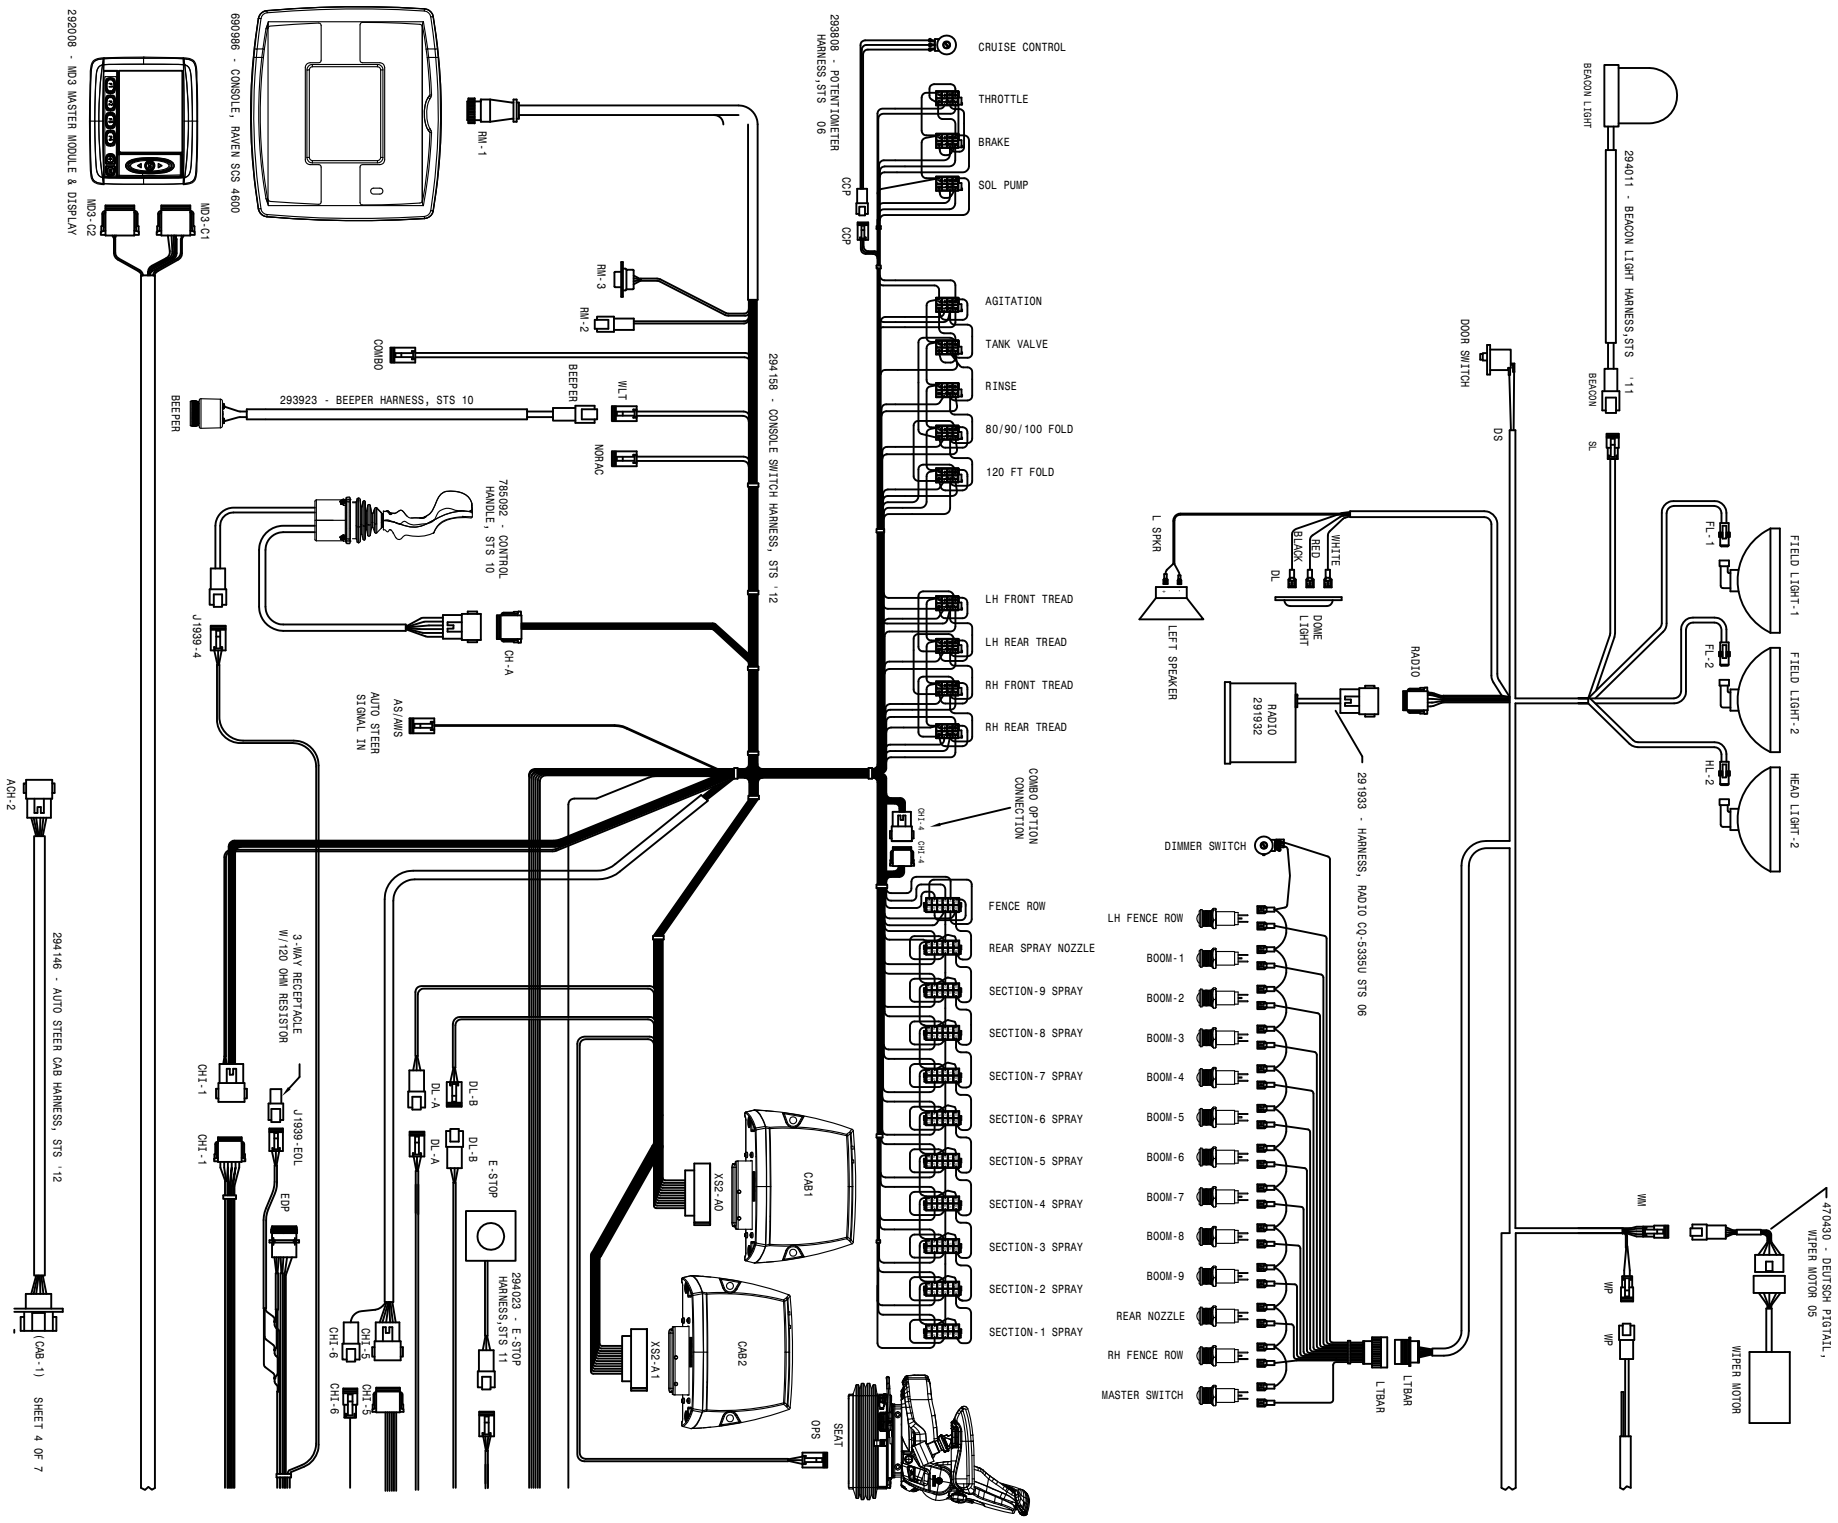 292008 - MD3 MASTER MODULE & DISPLAY
MD3-C2
MD3-C1
690986 - CONSOLE, RAVEN SCS 4600
RM-1
RM-3
RM-2
COMBO
BEEPER
293923 - BEEPER HARNESS, STS 10
BEEPER
WLT
NORAC
294158 - CONSOLE SWITCH HARNESS, STS '12
785092 - CONTROL
HANDLE, STS 10
J1939-4
CH-A
AS/AWS
AUTO STEER
SIGNAL IN
293808 - POTENTIOMETER
HARNESS,STS 06
CCP
CCP
CRUISE CONTROL
THROTTLE
BRAKE
SOL PUMP
AGITATION
TANK VALVE
RINSE
80/90/100 FOLD
120 FT FOLD
LH FRONT TREAD
LH REAR TREAD
RH FRONT TREAD
RH REAR TREAD
COMBO OPTION
CONNECTION
CHI-4
CHI-4
FENCE ROW
REAR SPRAY NOZZLE
SECTION-9 SPRAY
SECTION-8 SPRAY
SECTION-7 SPRAY
SECTION-6 SPRAY
SECTION-5 SPRAY
SECTION-4 SPRAY
SECTION-3 SPRAY
SECTION-2 SPRAY
SECTION-1 SPRAY
BEACON LIGHT
294011 - BEACON LIGHT HARNESS,STS '11
BEACON
SL
DOOR SWITCH
DS
L SPKR
LEFT SPEAKER
BLACK
RED
WHITE
DL
DOME
LIGHT
RADIO
RADIO
291932
291933 - HARNESS, RADIO CQ-5335U STS 06
FL-1
FIELD LIGHT-1
FL-2
FIELD LIGHT-2
HL-2
HEAD LIGHT-2
DIMMER SWITCH
LH FENCE ROW
BOOM-1
BOOM-2
BOOM-3
BOOM-4
BOOM-5
BOOM-6
BOOM-7
BOOM-8
BOOM-9
REAR NOZZLE
RH FENCE ROW
MASTER SWITCH
LTBAR
LTBAR
WM
WP
WP
470430 - DEUTSCH PIGTAIL,
WIPER MOTOR 05
WIPER MOTOR
ACH-2
294146 - AUTO STEER CAB HARNESS, STS '12
(CAB-1)
SHEET 4 OF 7
3-WAY RECEPTACLE
W/120 OHM RESISTOR
CHI-1
CHI-1
J1939-EOL
EDP
CHI-6
CHI-5
CHI-6
CHI-5
DL-A
DL-B
DL-A
DL-B
E-STOP
294023 - E-STOP
HARNESS,STS 11
XS2-A0
CAB1
XS2-A1
CAB2
OPS
SEAT